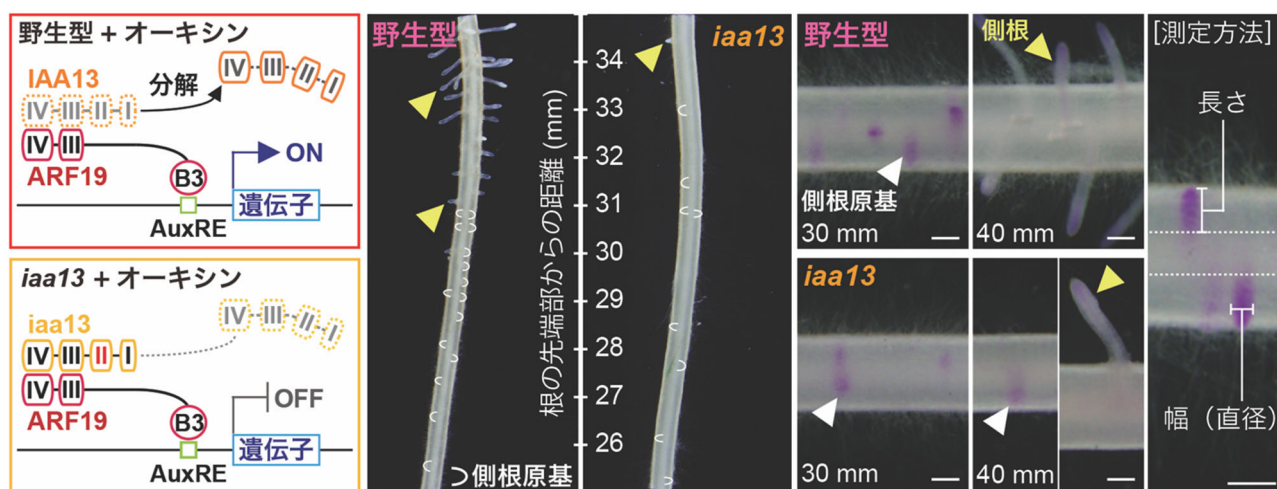 野生型 + オーキシン
IAA13
分解
IV III II I
IV III II I
IV III
ARF19
B3
ON
遺伝子
AuxRE
iaa13 + オーキシン
iaa13
IV III II I
IV III II I
IV III
ARF19
B3
OFF
遺伝子
AuxRE
野生型
側根原基
根の先端部からの距離 (mm)
34
33
32
31
30
29
28
27
26
iaa13
野生型
側根原基
30 mm
側根
40 mm
iaa13
30 mm
40 mm
[測定方法]
長さ
幅（直径）